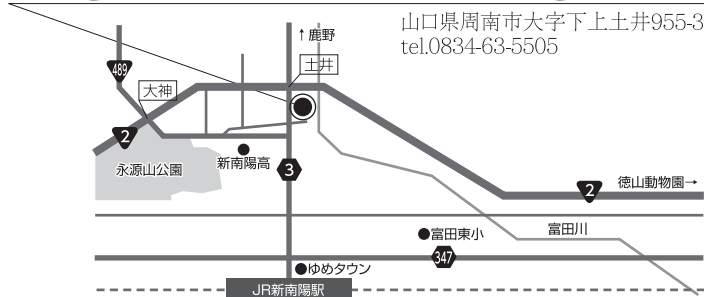 山口県周南市大字下上土井955-3
tel.0834-63-5505
↑鹿野
土井
489
大神
2
新南陽高
永源山公園
3
2
徳山動物園→
富田東小
富田川
347
ゆめタウン
JR新南陽駅